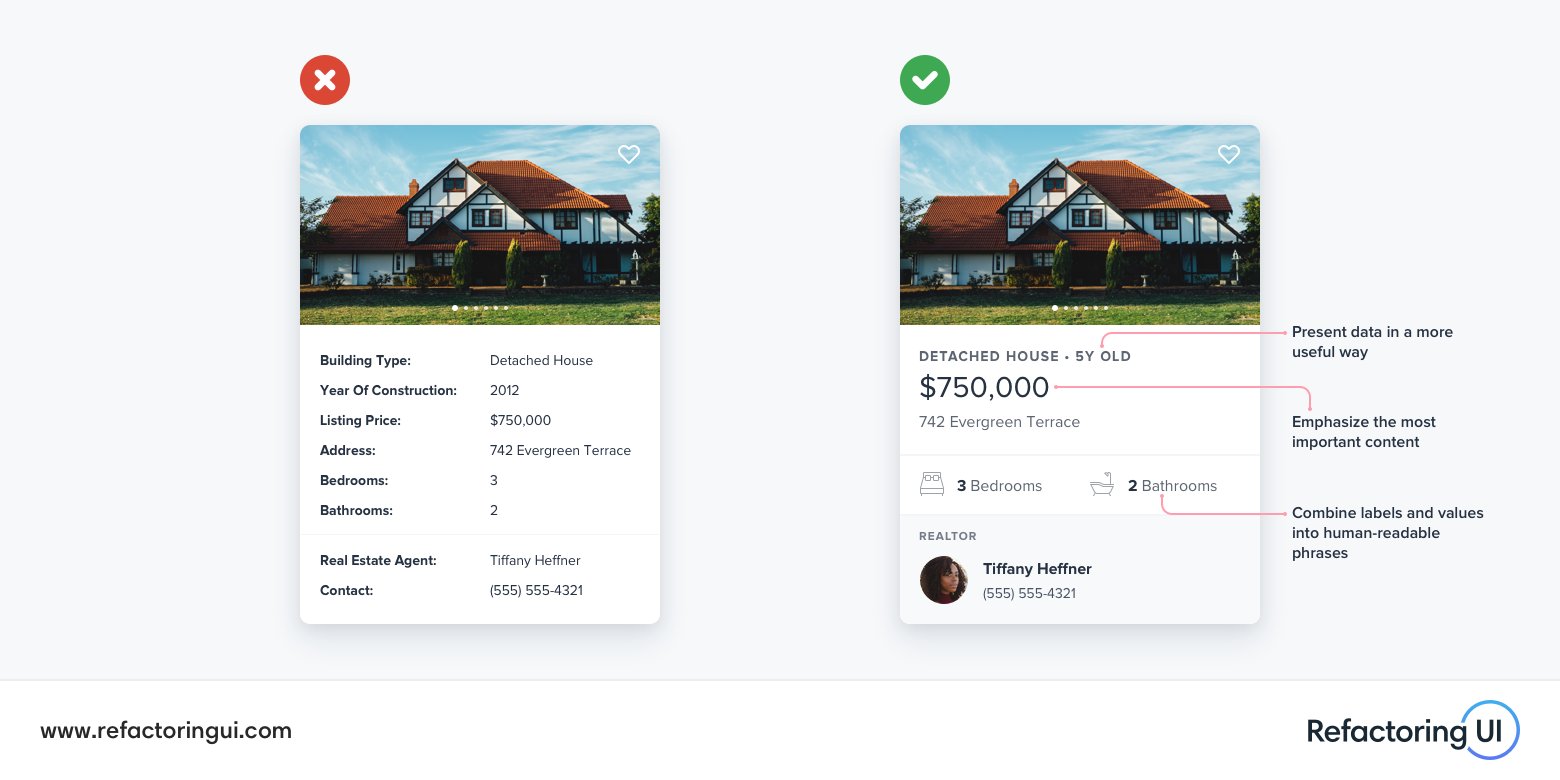 Building Type: Detached House
Year Of Construction: 2012
Listing Price: $750,000
Address: 742 Evergreen Terrace
Bedrooms: 3
Bathrooms: 2
Real Estate Agent: Tiffany Heffner
Contact: (555) 555-4321
DETACHED HOUSE • 5Y OLD
$750,000
742 Evergreen Terrace
3 Bedrooms
2 Bathrooms
REALTOR
Tiffany Heffner
(555) 555-4321
Present data in a more
useful way
Emphasize the most
important content
Combine labels and values
into human-readable
phrases
www.refactoringui.com
Refactoring UI